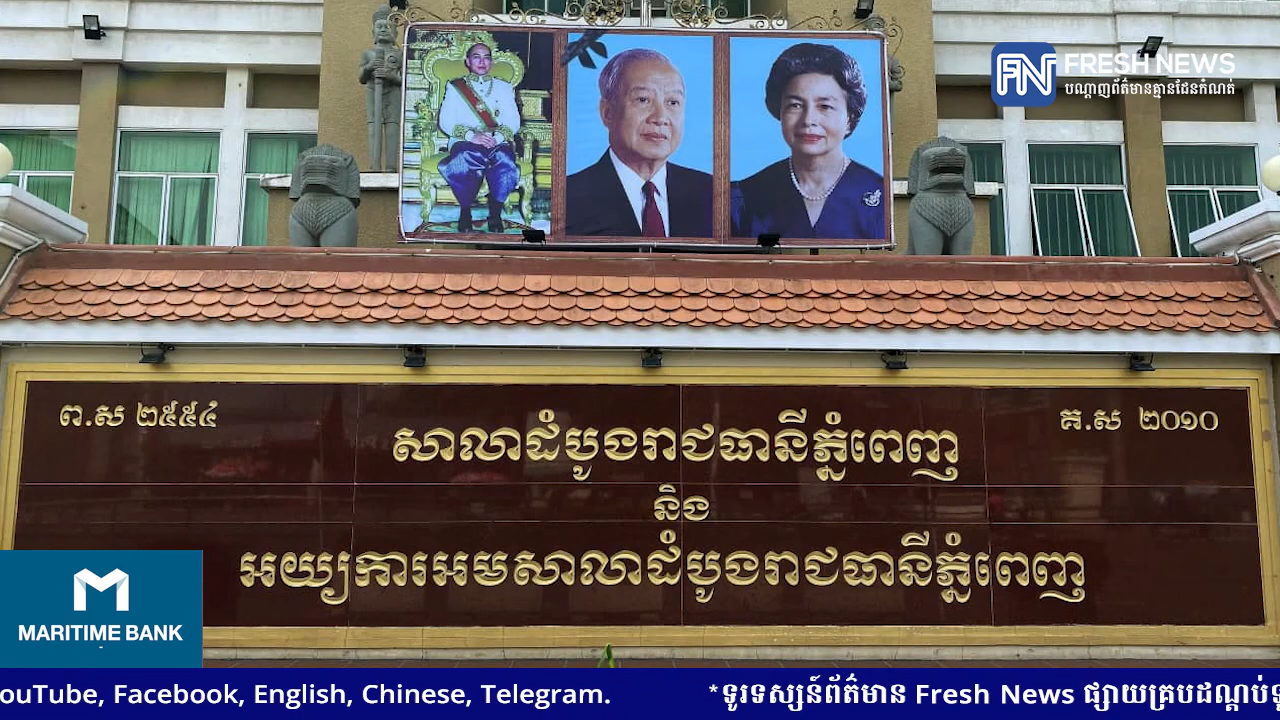 FN FRESH NEWS
បណ្តាញព័ត៌មានគ្មានដែនកំណត់
ព.ស ២៥៥៤
គ.ស ២០១០
សាលាដំបូងរាជធានីភ្នំពេញ
និង
អយ្យការអមសាលាដំបូងរាជធានីភ្នំពេញ
MARITIME BANK
ouTube, Facebook, English, Chinese, Telegram. *ទូរទស្សន៍ព័ត៌មាន Fresh News ផ្សាយគ្របដណ្តប់ទូ